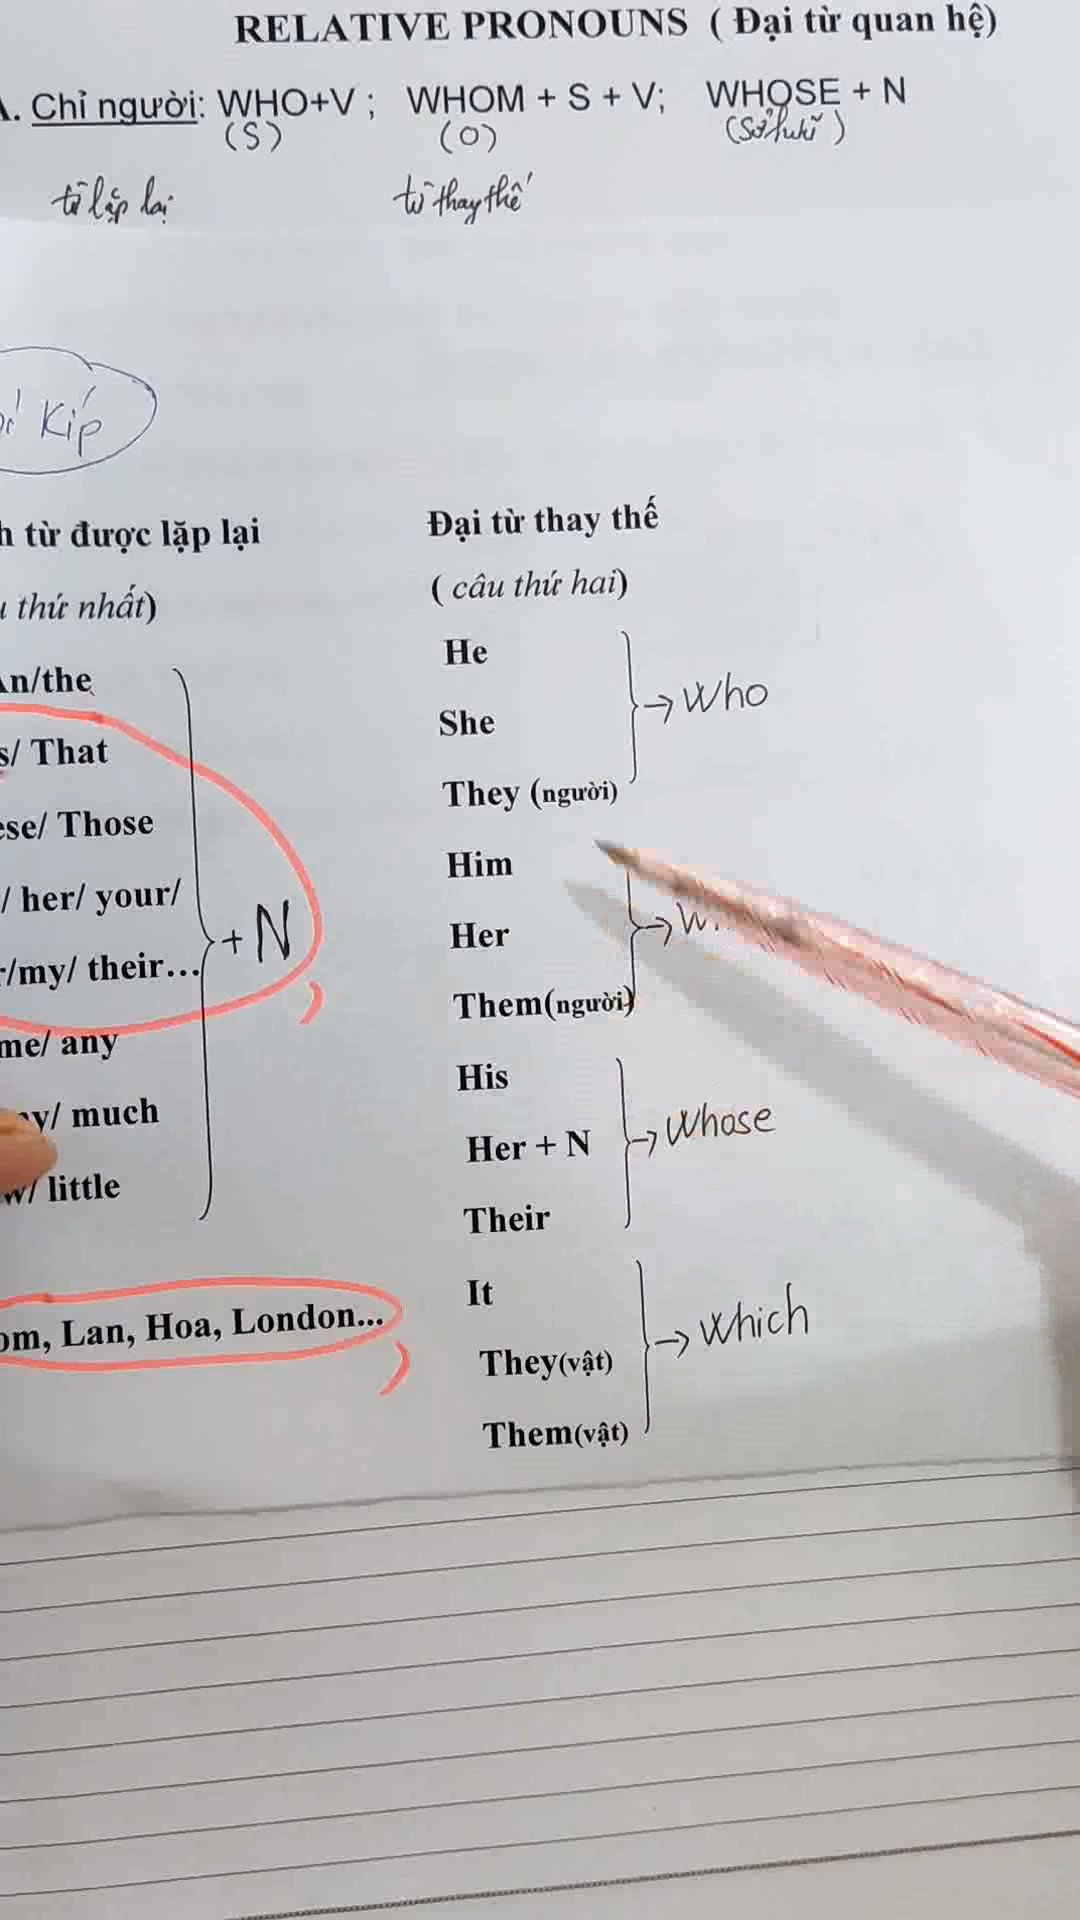 RELATIVE PRONOUNS ( Đại từ quan hệ)
. Chỉ người: WHO+V ; WHOM + S + V; WHOSE + N
(S) (O) (Sở hữu)
từ lặp lại từ thay thế
Kíp
từ được lặp lại Đại từ thay thế
thứ nhất) ( câu thứ hai)
/the He
/ That She → Who
/ Those They (người)
/ her/ your/ Him
/my/ their... + N Her →
/ any Them(người)
/ much His
/ little Her + N → Whose
Their
, Lan, Hoa, London... It
They(vật) → which
Them(vật)